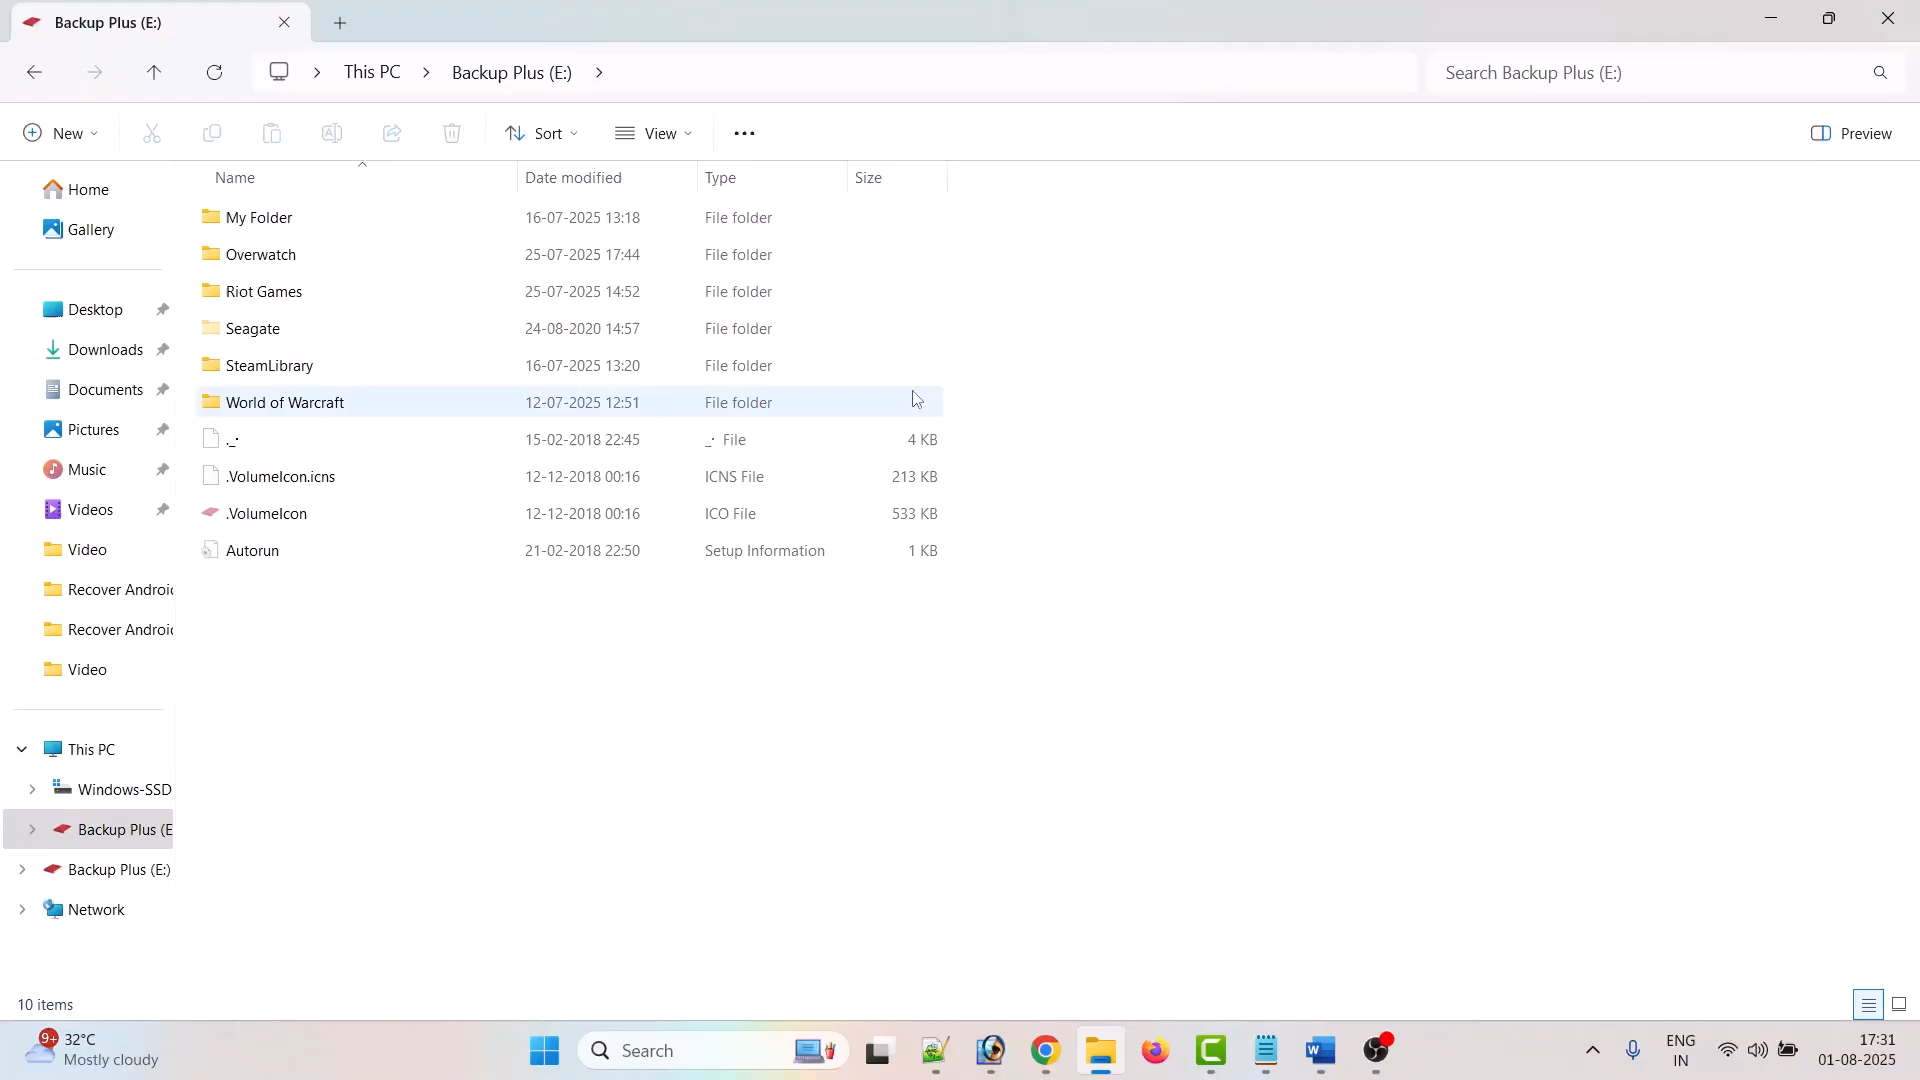 Backup Plus (E:)
This PC
Backup Plus (E:)
Search Backup Plus (E:)
New
Sort
View
Preview
Name
Date modified
Type
Size
Home
Gallery
Desktop
Downloads
Documents
Pictures
Music
Videos
Video
Recover Androic
Recover Androic
Video
This PC
Windows-SSD
Backup Plus (E
Backup Plus (E:)
Network
My Folder 16-07-2025 13:18 File folder
Overwatch 25-07-2025 17:44 File folder
Riot Games 25-07-2025 14:52 File folder
Seagate 24-08-2020 14:57 File folder
SteamLibrary 16-07-2025 13:20 File folder
World of Warcraft 12-07-2025 12:51 File folder
._· 15-02-2018 22:45 _· File 4 KB
.VolumeIcon.icns 12-12-2018 00:16 ICNS File 213 KB
.VolumeIcon 12-12-2018 00:16 ICO File 533 KB
Autorun 21-02-2018 22:50 Setup Information 1 KB
10 items
9+
32°C
Mostly cloudy
Search
ENG
IN
17:31
01-08-2025